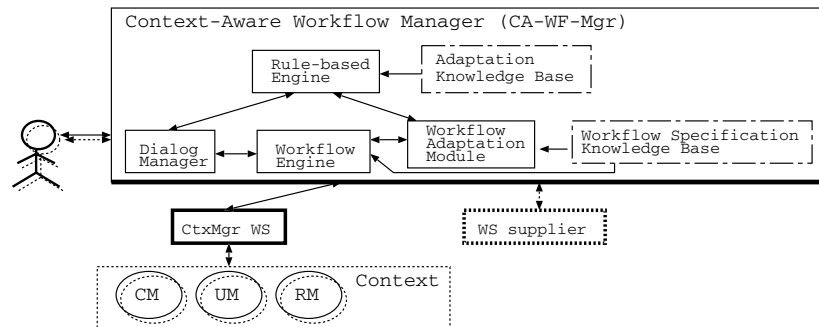 Context-Aware Workflow Manager (CA-WF-Mgr)
Rule-based
Engine
Adaptation
Knowledge Base
Dialog
Manager
Workflow
Engine
Workflow
Adaptation
Module
Workflow Specification
Knowledge Base
CtxMgr WS
WS supplier
Context
CM
UM
RM